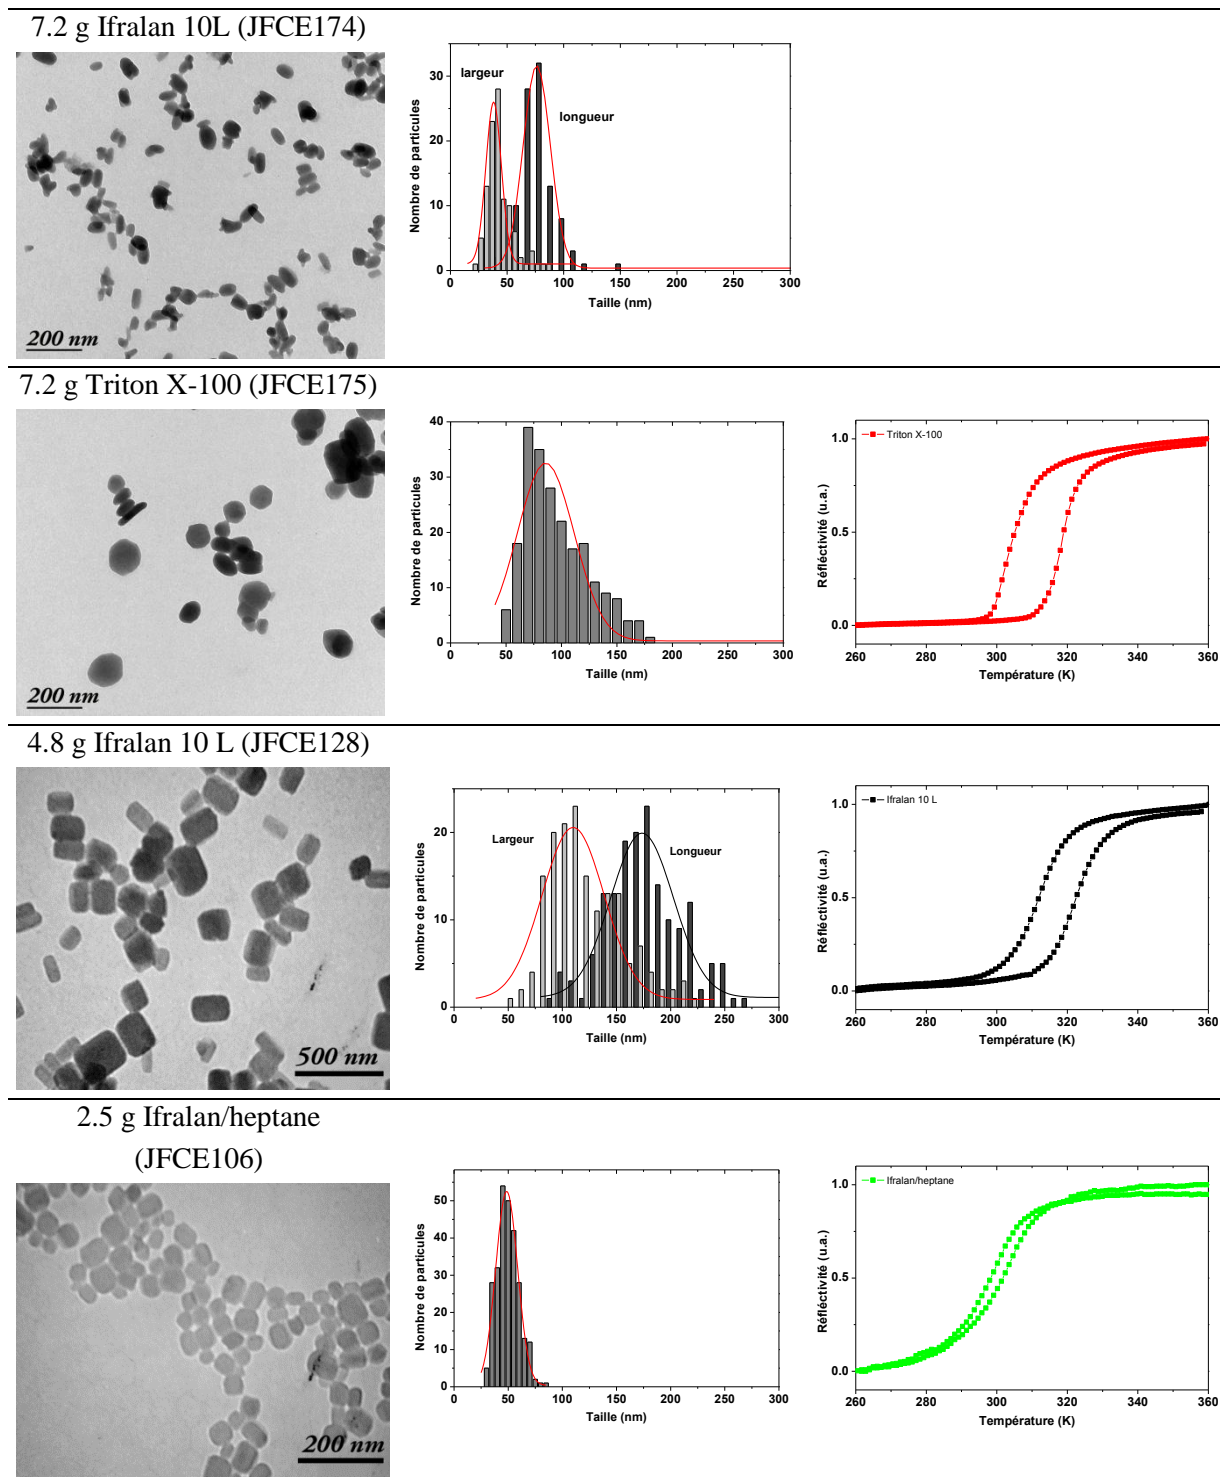 7.2 g Ifralan 10L (JFCE174)
200 nm
Nombre de particules
30
20
10
0
largeur
longueur
0 50 100 150 200 250 300
Taille (nm)
7.2 g Triton X-100 (JFCE175)
200 nm
Nombre de particules
40
30
20
10
0
0 50 100 150 200 250 300
Taille (nm)
Réfléctivité (u.a.)
1.0
0.5
0.0
Triton X-100
260 280 300 320 340 360
Température (K)
4.8 g Ifralan 10 L (JFCE128)
500 nm
Nombre de particules
20
10
0
Largeur
Longueur
0 50 100 150 200 250 300
Taille (nm)
Réfléctivité (u.a.)
1.0
0.5
0.0
Ifralan 10 L
260 280 300 320 340 360
Température (K)
2.5 g Ifralan/heptane
(JFCE106)
200 nm
Nombre de particules
50
40
30
20
10
0
0 50 100 150 200 250 300
Taille (nm)
Réfléctivité (u.a.)
1.0
0.5
0.0
Ifralan/heptane
260 280 300 320 340 360
Température (K)